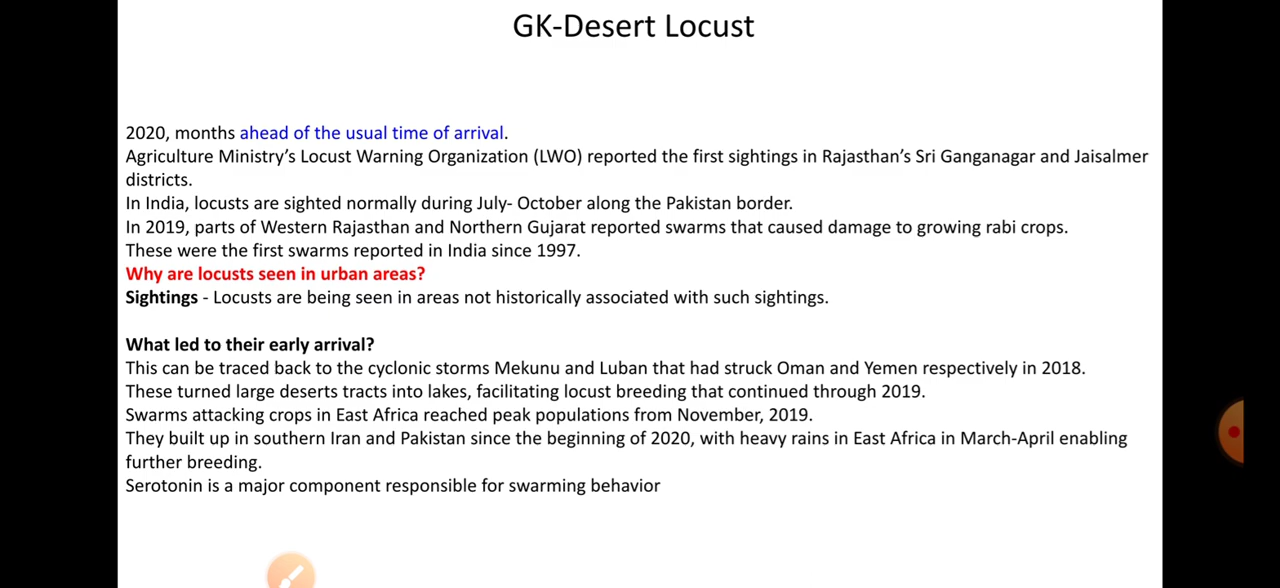 GK-Desert Locust
2020, months ahead of the usual time of arrival.
Agriculture Ministry’s Locust Warning Organization (LWO) reported the first sightings in Rajasthan’s Sri Ganganagar and Jaisalmer
districts.
In India, locusts are sighted normally during July- October along the Pakistan border.
In 2019, parts of Western Rajasthan and Northern Gujarat reported swarms that caused damage to growing rabi crops.
These were the first swarms reported in India since 1997.
Why are locusts seen in urban areas?
Sightings - Locusts are being seen in areas not historically associated with such sightings.
What led to their early arrival?
This can be traced back to the cyclonic storms Mekunu and Luban that had struck Oman and Yemen respectively in 2018.
These turned large deserts tracts into lakes, facilitating locust breeding that continued through 2019.
Swarms attacking crops in East Africa reached peak populations from November, 2019.
They built up in southern Iran and Pakistan since the beginning of 2020, with heavy rains in East Africa in March-April enabling
further breeding.
Serotonin is a major component responsible for swarming behavior